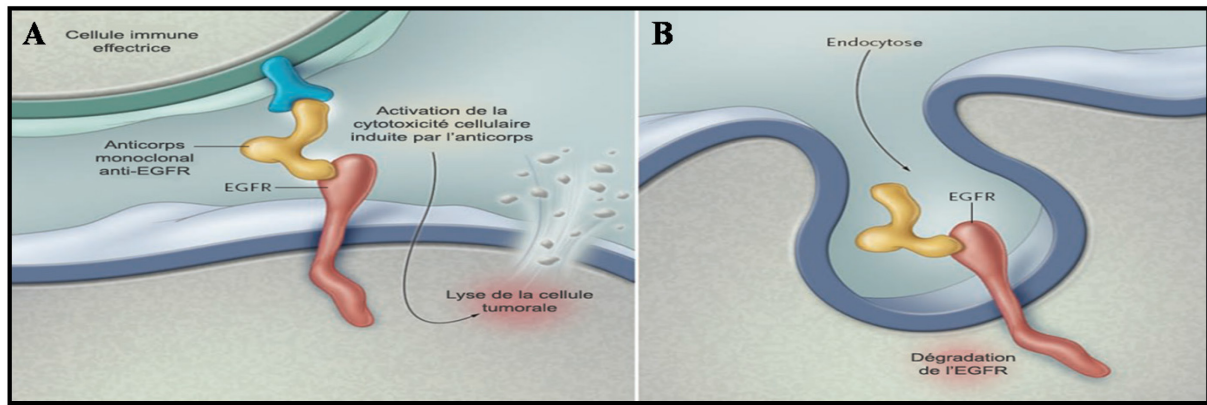 A
Cellule immune
effectrice
Anticorps
monoclonal
anti-EGFR
EGFR
Activation de la
cytotoxicité cellulaire
induite par l'anticorps
Lyse de la cellule
tumorale
B
Endocytose
EGFR
Dégradation
de l'EGFR